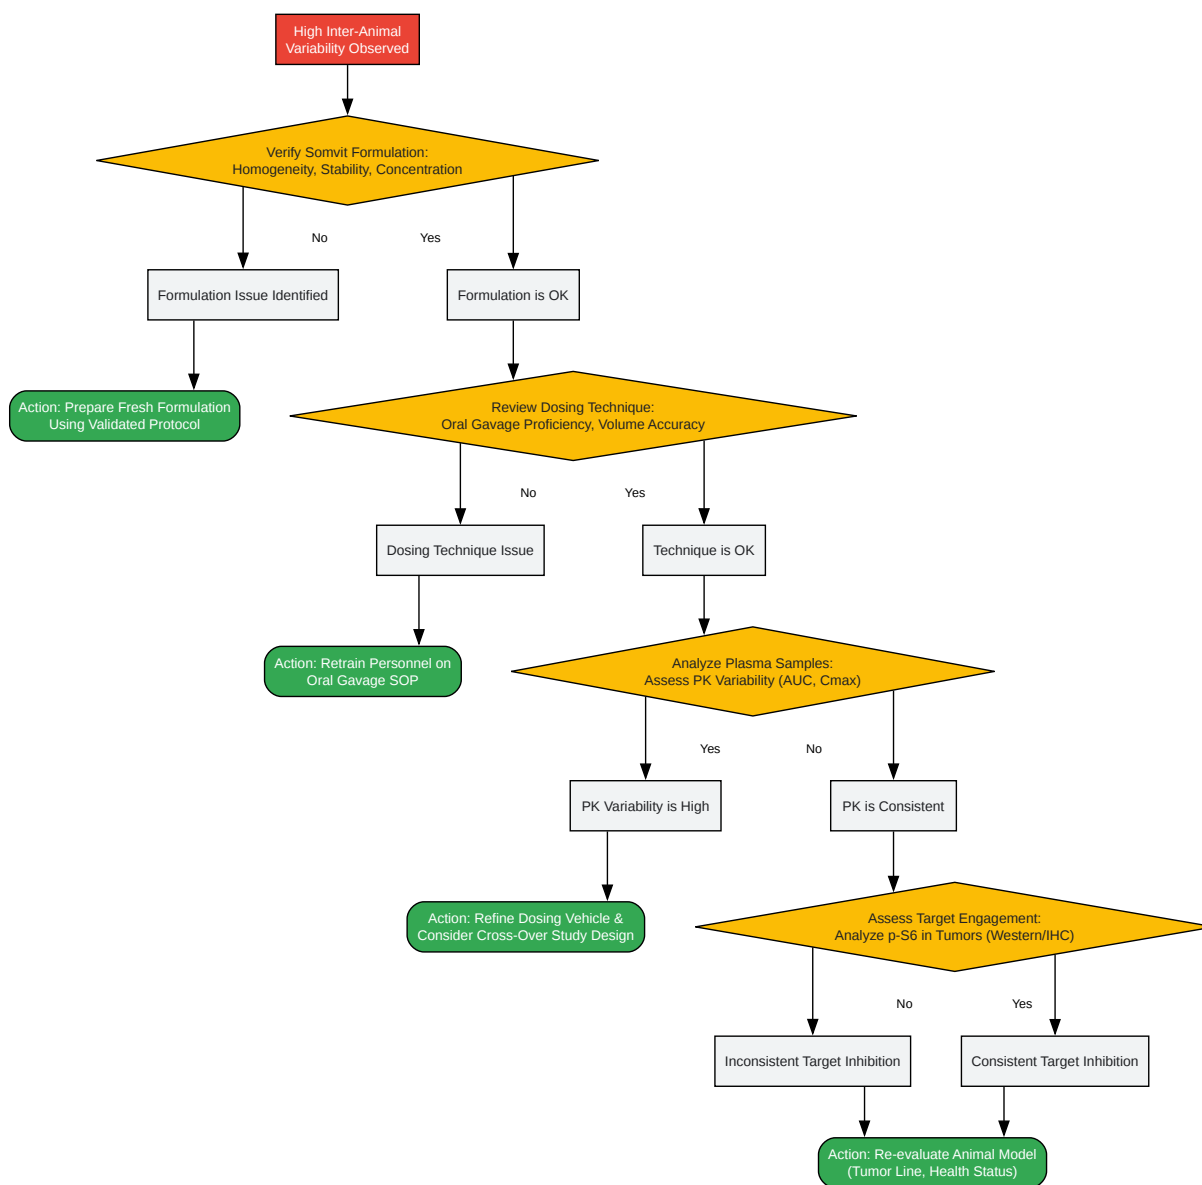 High Inter-Animal
Variability Observed
Verify Somvit Formulation:
Homogeneity, Stability, Concentration
No
Yes
Formulation Issue Identified
Formulation is OK
Action: Prepare Fresh Formulation
Using Validated Protocol
Review Dosing Technique:
Oral Gavage Proficiency, Volume Accuracy
No
Yes
Dosing Technique Issue
Technique is OK
Action: Retrain Personnel on
Oral Gavage SOP
Analyze Plasma Samples:
Assess PK Variability (AUC, Cmax)
Yes
No
PK Variability is High
PK is Consistent
Action: Refine Dosing Vehicle &
Consider Cross-Over Study Design
Assess Target Engagement:
Analyze p-S6 in Tumors (Western/IHC)
No
Yes
Inconsistent Target Inhibition
Consistent Target Inhibition
Action: Re-evaluate Animal Model
(Tumor Line, Health Status)